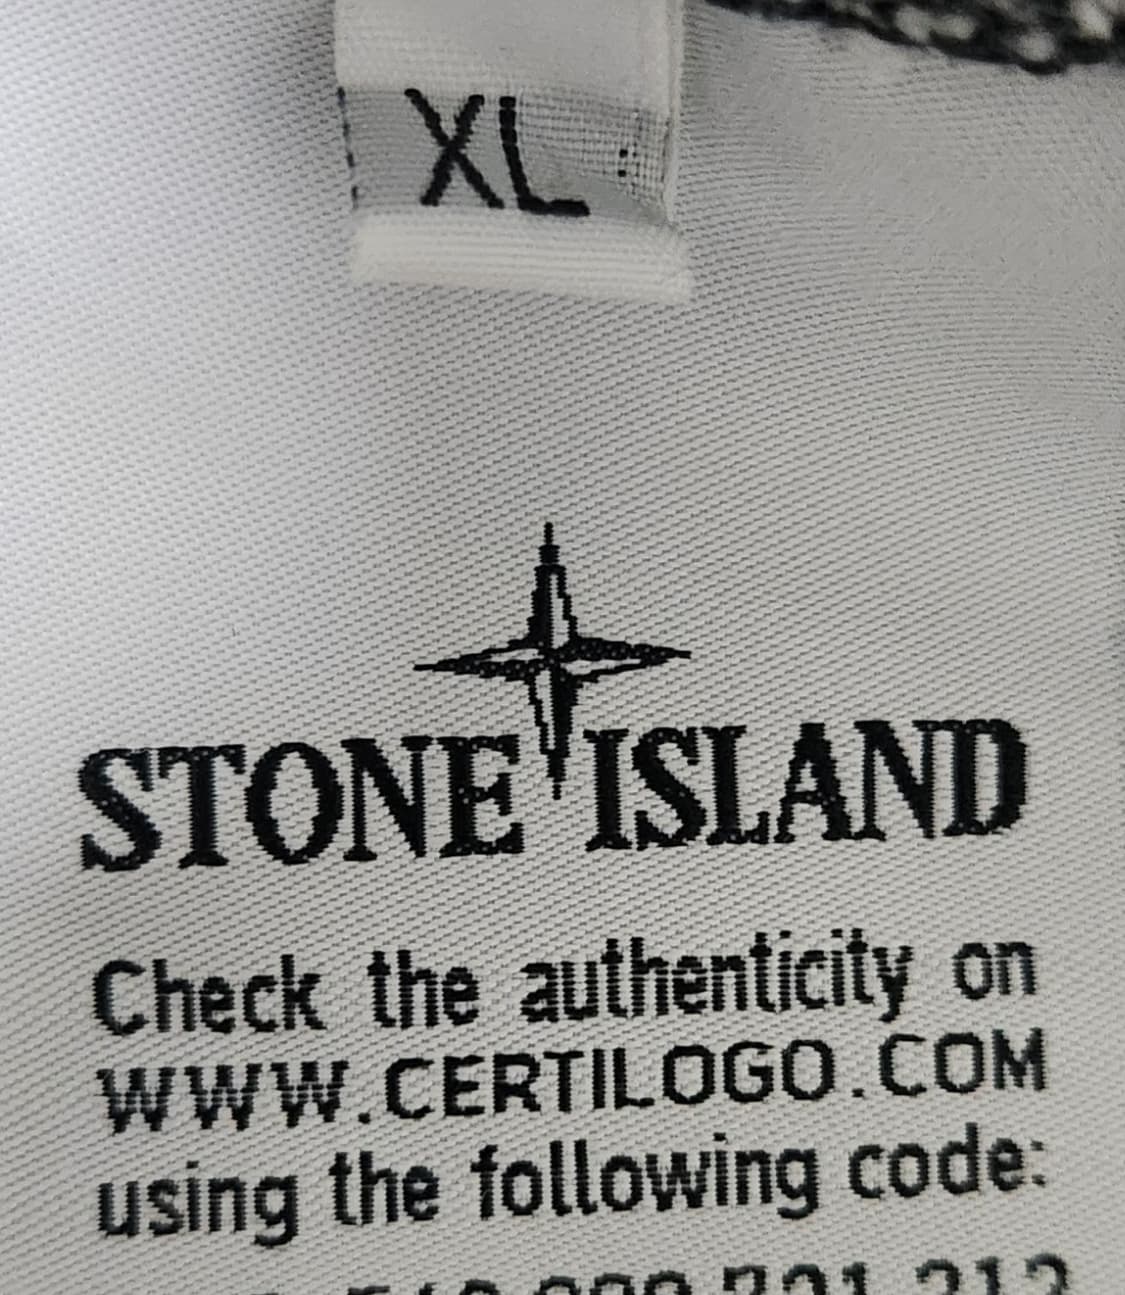 XL
STONE ISLAND
Check the authenticity on
WWW.CERTILOGO.COM
using the following code: